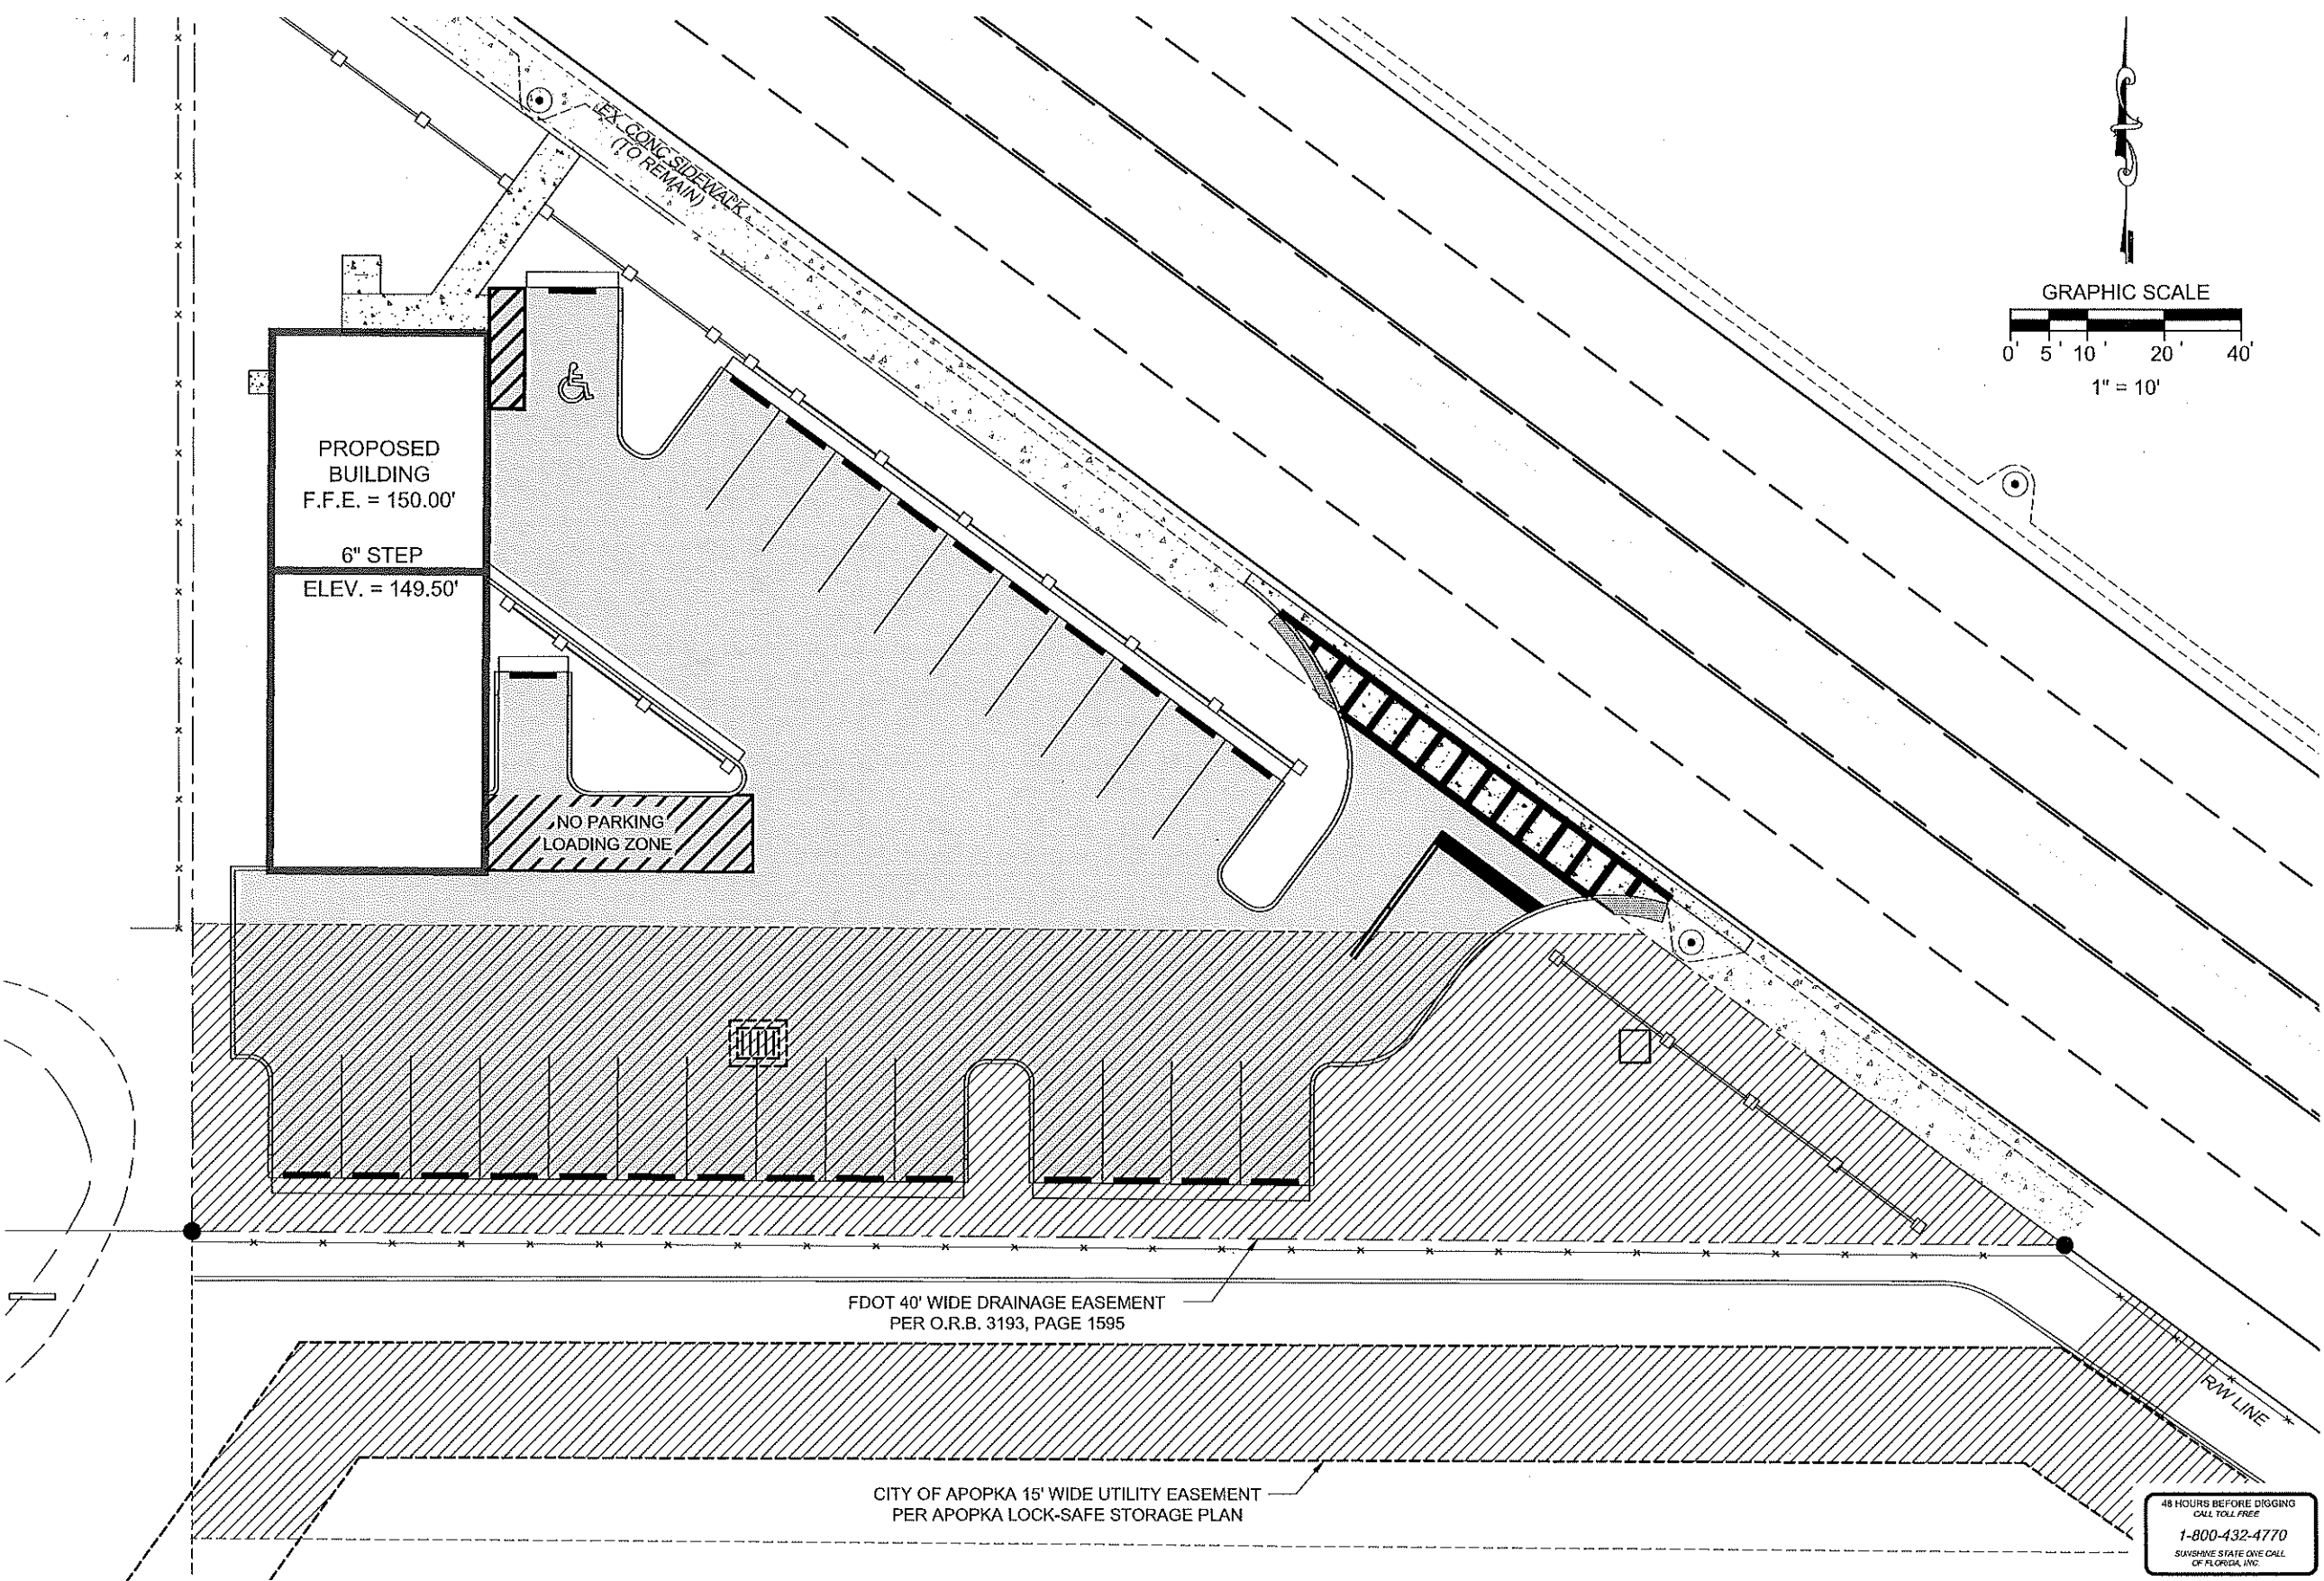 EX. CONC SIDEWALK
(TO REMAIN)
GRAPHIC SCALE
0' 5' 10' 20' 40'
1" = 10'
PROPOSED
BUILDING
F.F.E. = 150.00'
6" STEP
ELEV. = 149.50'
NO PARKING
LOADING ZONE
FDOT 40' WIDE DRAINAGE EASEMENT
PER O.R.B. 3193, PAGE 1595
R/W LINE
CITY OF APOPKA 15' WIDE UTILITY EASEMENT
PER APOPKA LOCK-SAFE STORAGE PLAN
48 HOURS BEFORE DIGGING
CALL TOLL FREE
1-800-432-4770
SUNSHINE STATE ONE CALL
OF FLORIDA, INC.